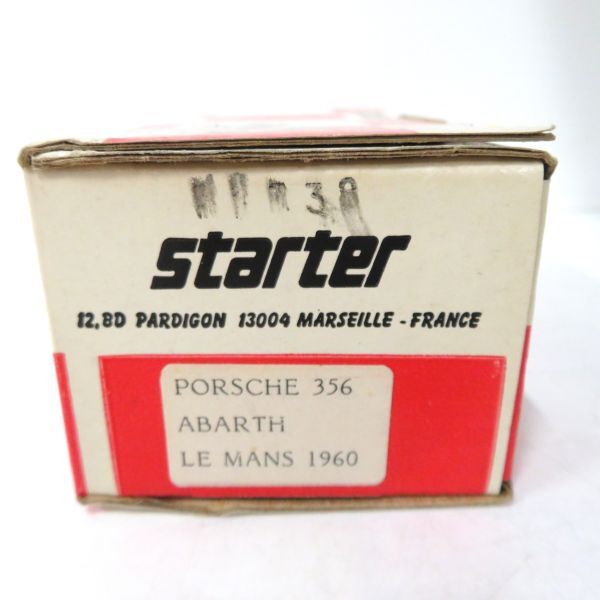 starter
12, BD PARDIGON 13004 MARSEILLE - FRANCE
PORSCHE 356
ABARTH
LE MANS 1960